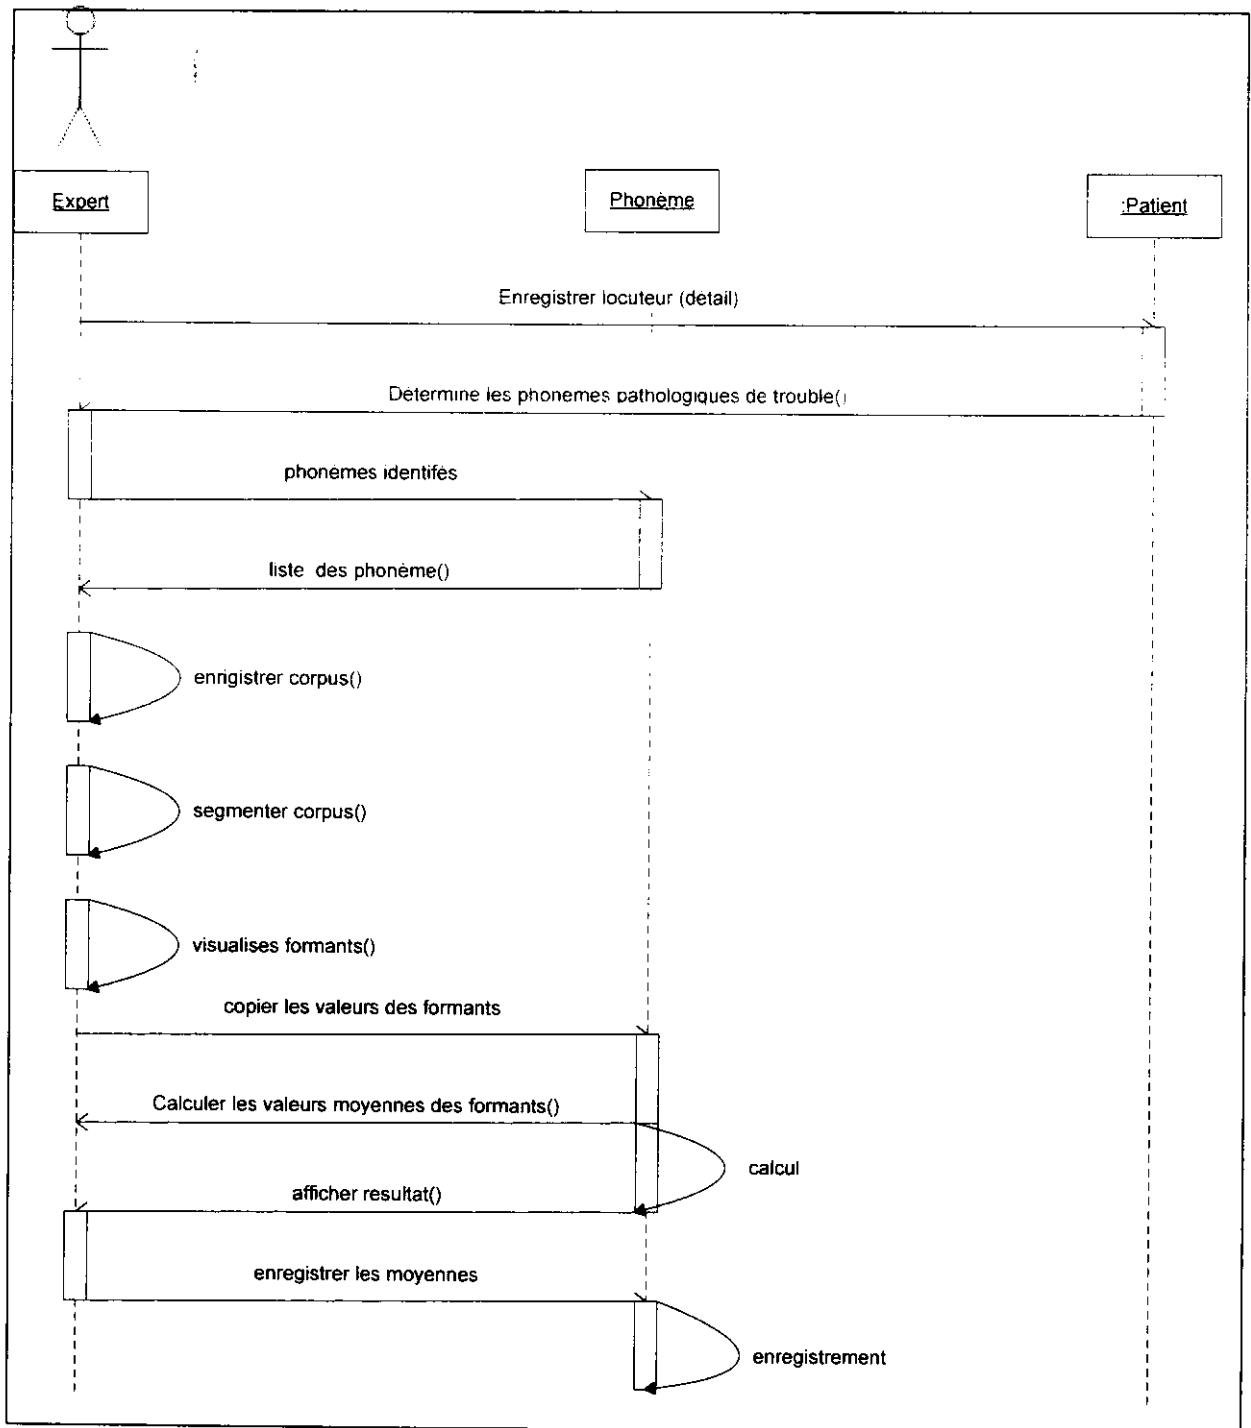 Expert
Phonème
:Patient
Enregistrer locuteur (détail)
Détermine les phonèmes pathologiques de trouble()
phonèmes identifés
liste des phonème()
enrigistrer corpus()
segmenter corpus()
visualises formants()
copier les valeurs des formants
Calculer les valeurs moyennes des formants()
calcul
afficher resultat()
enregistrer les moyennes
enregistrement